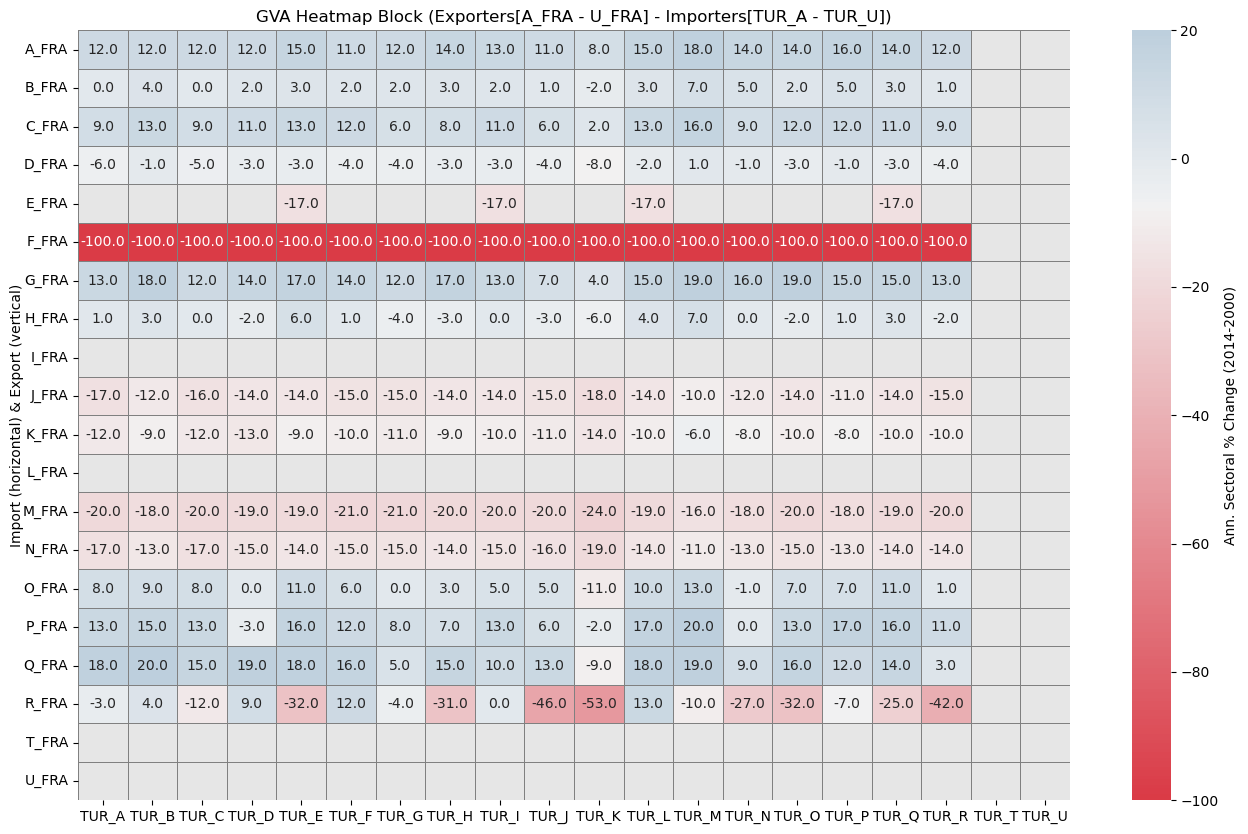 GVA Heatmap Block (Exporters[A_FRA - U_FRA] - Importers[TUR_A - TUR_U])
Import (horizontal) & Export (vertical)
A_FRA 12.0 12.0 12.0 12.0 15.0 11.0 12.0 14.0 13.0 11.0 8.0 15.0 18.0 14.0 14.0 16.0 14.0 12.0
B_FRA 0.0 4.0 0.0 2.0 3.0 2.0 2.0 3.0 2.0 1.0 -2.0 3.0 7.0 5.0 2.0 5.0 3.0 1.0
C_FRA 9.0 13.0 9.0 11.0 13.0 12.0 6.0 8.0 11.0 6.0 2.0 13.0 16.0 9.0 12.0 12.0 11.0 9.0
D_FRA -6.0 -1.0 -5.0 -3.0 -3.0 -4.0 -4.0 -3.0 -3.0 -4.0 -8.0 -2.0 1.0 -1.0 -3.0 -1.0 -3.0 -4.0
E_FRA -17.0 -17.0 -17.0 -17.0
F_FRA -100.0 -100.0 -100.0 -100.0 -100.0 -100.0 -100.0 -100.0 -100.0 -100.0 -100.0 -100.0 -100.0 -100.0 -100.0 -100.0 -100.0 -100.0
G_FRA 13.0 18.0 12.0 14.0 17.0 14.0 12.0 17.0 13.0 7.0 4.0 15.0 19.0 16.0 19.0 15.0 15.0 13.0
H_FRA 1.0 3.0 0.0 -2.0 6.0 1.0 -4.0 -3.0 0.0 -3.0 -6.0 4.0 7.0 0.0 -2.0 1.0 3.0 -2.0
I_FRA
J_FRA -17.0 -12.0 -16.0 -14.0 -14.0 -15.0 -15.0 -14.0 -14.0 -15.0 -18.0 -14.0 -10.0 -12.0 -14.0 -11.0 -14.0 -15.0
K_FRA -12.0 -9.0 -12.0 -13.0 -9.0 -10.0 -11.0 -9.0 -10.0 -11.0 -14.0 -10.0 -6.0 -8.0 -10.0 -8.0 -10.0 -10.0
L_FRA
M_FRA -20.0 -18.0 -20.0 -19.0 -19.0 -21.0 -21.0 -20.0 -20.0 -20.0 -24.0 -19.0 -16.0 -18.0 -20.0 -18.0 -19.0 -20.0
N_FRA -17.0 -13.0 -17.0 -15.0 -14.0 -15.0 -15.0 -14.0 -15.0 -16.0 -19.0 -14.0 -11.0 -13.0 -15.0 -13.0 -14.0 -14.0
O_FRA 8.0 9.0 8.0 0.0 11.0 6.0 0.0 3.0 5.0 5.0 -11.0 10.0 13.0 -1.0 7.0 7.0 11.0 1.0
P_FRA 13.0 15.0 13.0 -3.0 16.0 12.0 8.0 7.0 13.0 6.0 -2.0 17.0 20.0 0.0 13.0 17.0 16.0 11.0
Q_FRA 18.0 20.0 15.0 19.0 18.0 16.0 5.0 15.0 10.0 13.0 -9.0 18.0 19.0 9.0 16.0 12.0 14.0 3.0
R_FRA -3.0 4.0 -12.0 9.0 -32.0 12.0 -4.0 -31.0 0.0 -46.0 -53.0 13.0 -10.0 -27.0 -32.0 -7.0 -25.0 -42.0
T_FRA
U_FRA
TUR_A TUR_B TUR_C TUR_D TUR_E TUR_F TUR_G TUR_H TUR_I TUR_J TUR_K TUR_L TUR_M TUR_N TUR_O TUR_P TUR_Q TUR_R TUR_T TUR_U
20
0
−20
−40
−60
−80
−100
Ann. Sectoral % Change (2014-2000)